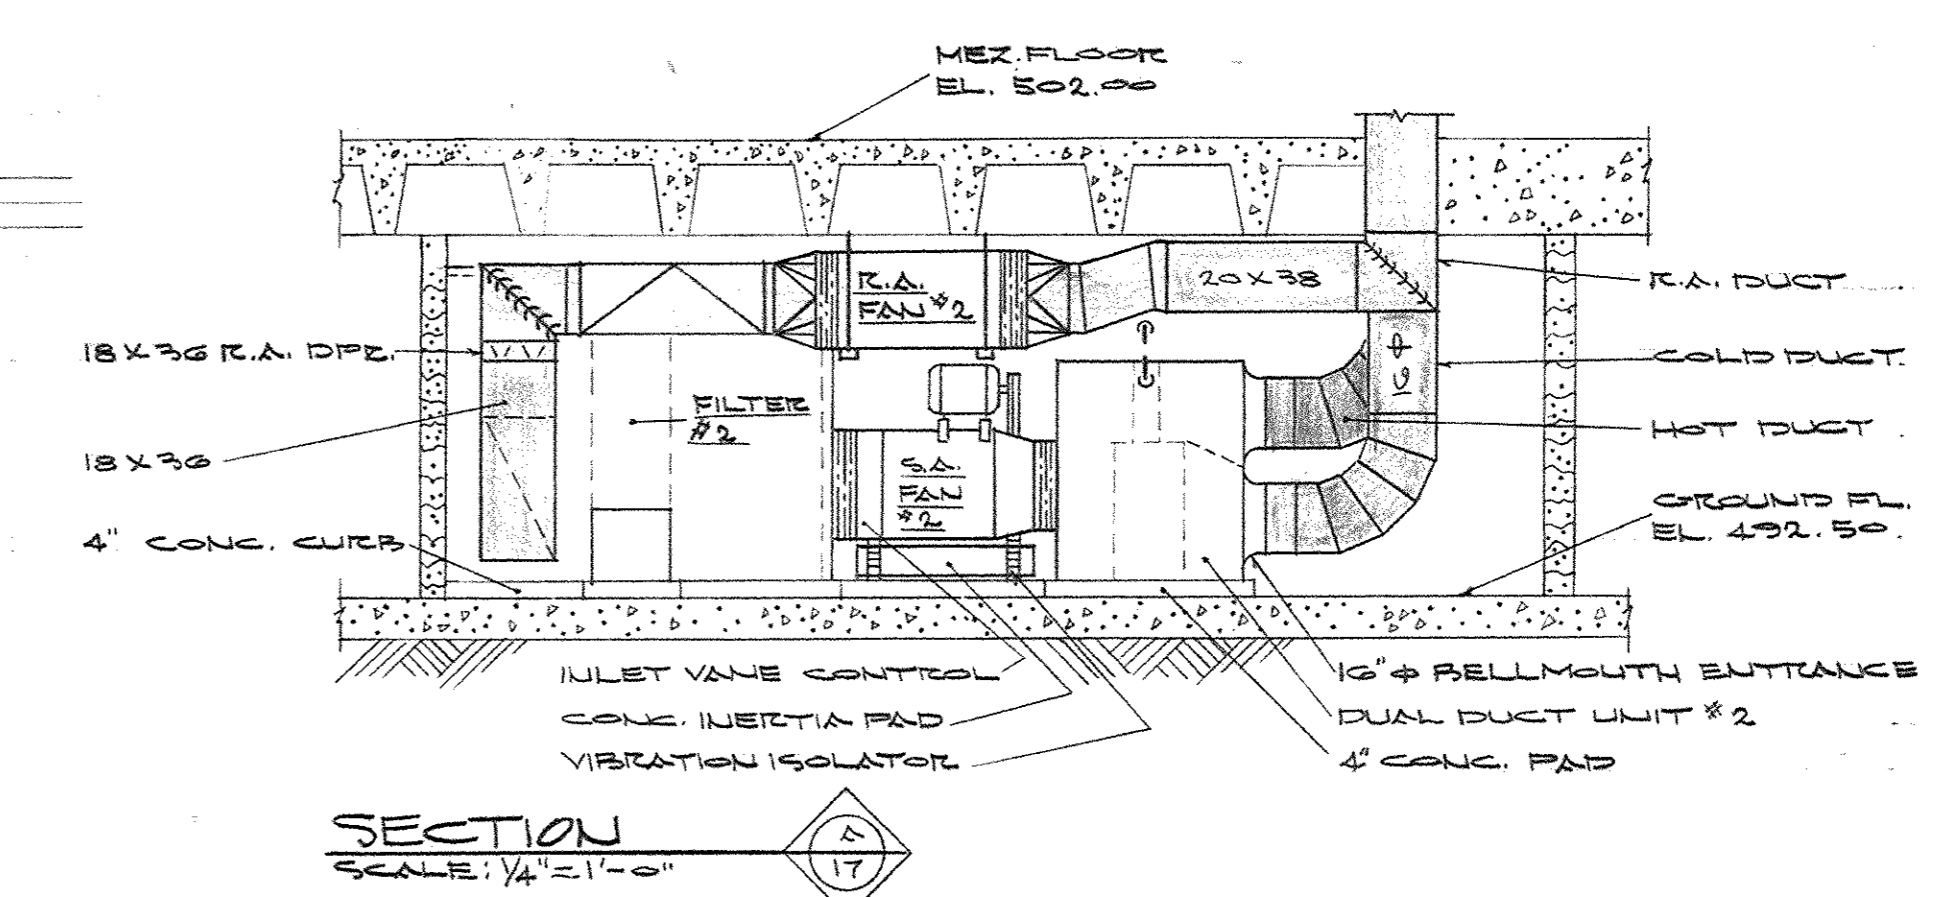 MEZ. FLOOR
EL. 502.00
R.A.
FAN #2
20 X 38
R.A. DUCT
18 X 36 R.A. DPR.
16 φ
COLD DUCT
FILTER
#2
HOT DUCT
18 X 36
S.A.
FAN
#2
GROUND FL.
EL. 492.50
4" CONC. CURB
INLET VANE CONTROL
CONC. INERTIA PAD
VIBRATION ISOLATOR
16" φ BELLMOUTH ENTRANCE
DUAL DUCT UNIT #2
4" CONC. PAD
SECTION
SCALE: 1/4" = 1'-0"
A
17